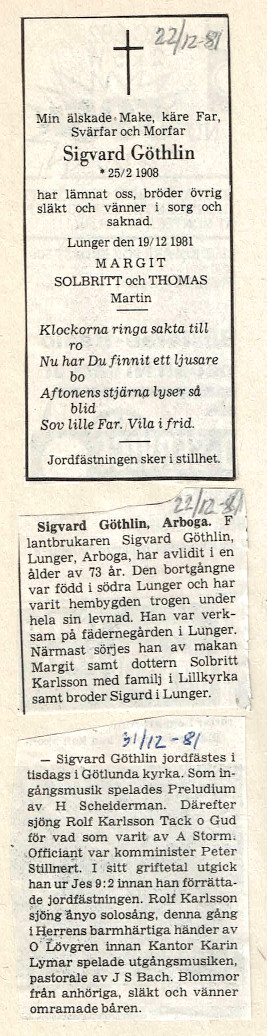 22/12-81
Min älskade Make, käre Far,
Svärfar och Morfar
Sigvard Göthlin
* 25/2 1908
har lämnat oss, bröder övrig
släkt och vänner i sorg och
saknad.
Lunger den 19/12 1981
MARGIT
SOLBRITT och THOMAS
Martin
Klockorna ringa sakta till
ro
Nu har Du finnit ett ljusare
bo
Aftonens stjärna lyser så
blid
Sov lille Far. Vila i frid.
Jordfästningen sker i stillhet.
22/12-81
Sigvard Göthlin, Arboga. F
lantbrukaren Sigvard Göthlin,
Lunger, Arboga, har avlidit i en
ålder av 73 år. Den bortgångne
var född i södra Lunger och har
varit hembygden trogen under
hela sin levnad. Han var verk-
sam på fädernegården i Lunger.
Närmast sörjes han av makan
Margit samt dottern Solbritt
Karlsson med familj i Lillkyrka
samt broder Sigurd i Lunger.
31/12-81
— Sigvard Göthlin jordfästes i
tisdags i Götlunda kyrka. Som in-
gångsmusik spelades Preludium
av H Scheiderman. Därefter
sjöng Rolf Karlsson Tack o Gud
för vad som varit av A Storm.
Officiant var komminister Peter
Stillnert. I sitt griftetal utgick
han ur Jes 9:2 innan han förrätta-
de jordfästningen. Rolf Karlsson
sjöng ånyo solosång, denna gång
i Herrens barmhärtiga händer av
O Lövgren innan Kantor Karin
Lymar spelade utgångsmusiken,
pastorale av J S Bach. Blommor
från anhöriga, släkt och vänner
omramade båren.